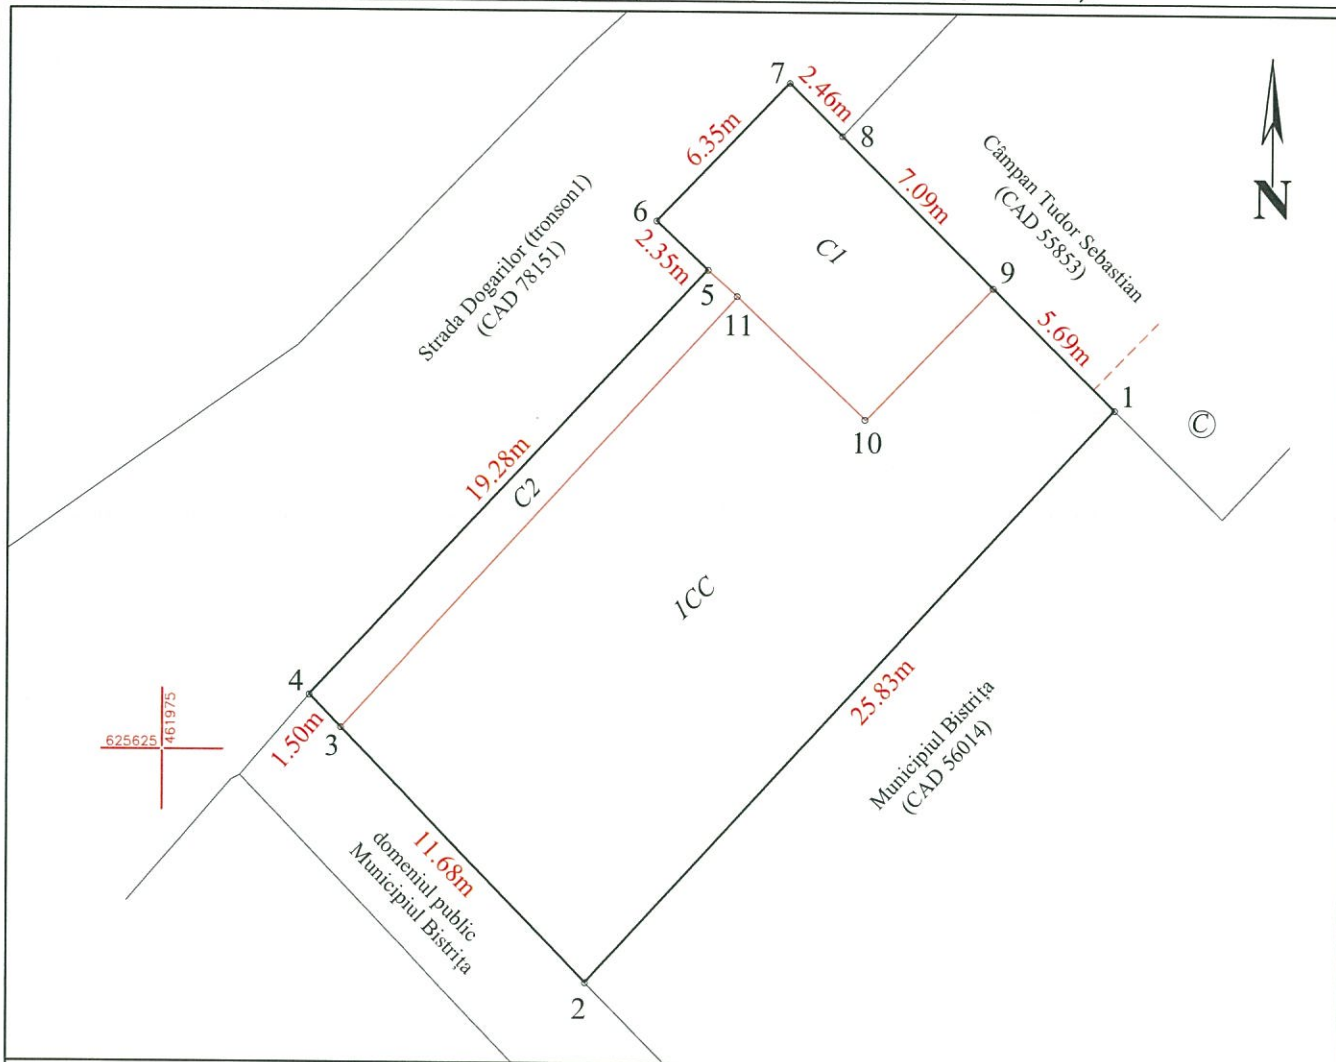 7
2.46m
8
6.35m
Câmpan Tudor Sebastian
(CAD 55853)
N
7.09m
6
Strada Dogarilor (tronson1)
(CAD 78151)
2.35m
C1
5
9
11
5.69m
1
10
©
19.28m
C2
1CC
4
25.83m
Municipiul Bistrița
(CAD 56014)
625625
461975
1.50m
3
11.68m
domeniul public
Municipiul Bistrița
2